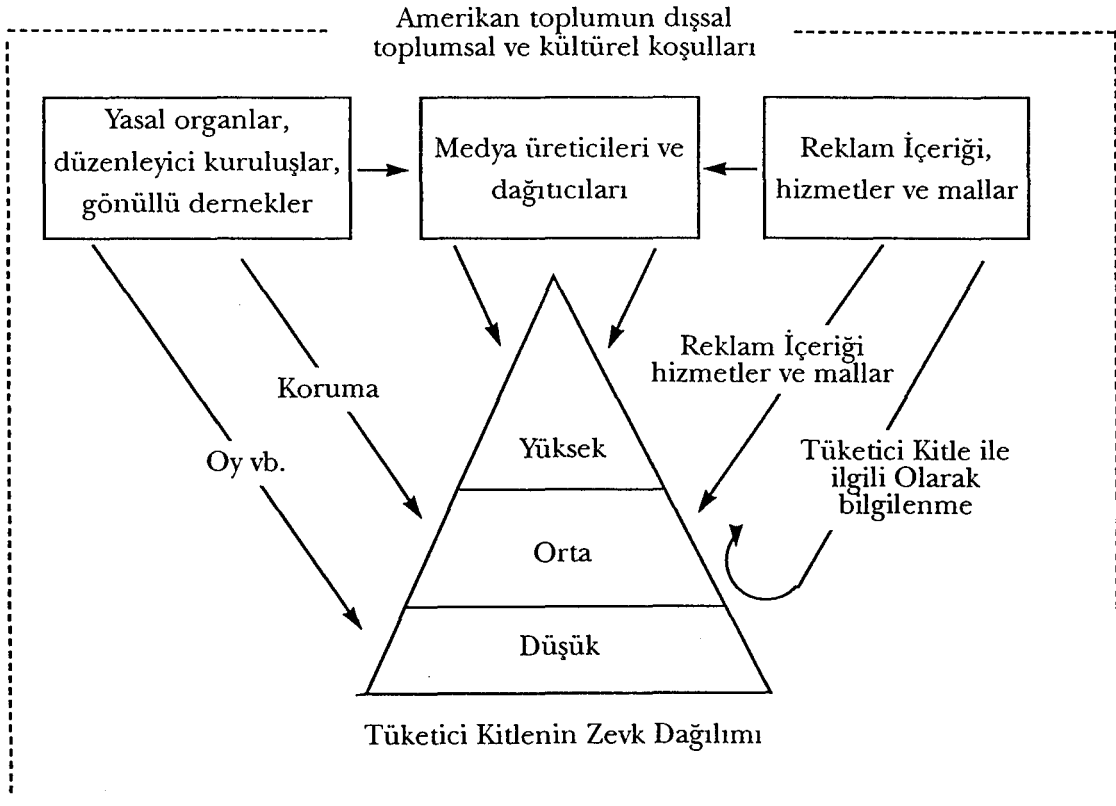 Amerikan toplumun dışsal
toplumsal ve kültürel koşulları
Yasal organlar,
düzenleyici kuruluşlar,
gönüllü dernekler
Medya üreticileri ve
dağıtıcıları
Reklam İçeriği,
hizmetler ve mallar
Koruma
Oy vb.
Reklam İçeriği
hizmetler ve mallar
Tüketici Kitle ile
ilgili Olarak
bilgilenme
Yüksek
Orta
Düşük
Tüketici Kitlenin Zevk Dağılımı